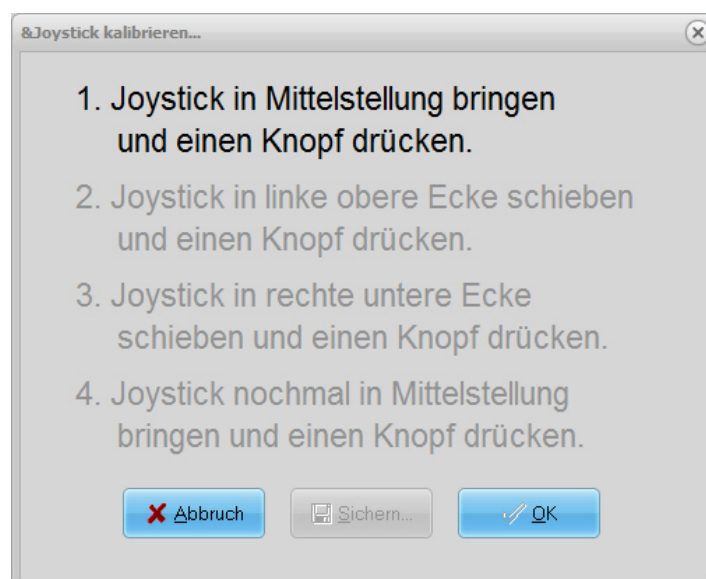 &Joystick kalibrieren...
1. Joystick in Mittelstellung bringen
und einen Knopf drücken.
2. Joystick in linke obere Ecke schieben
und einen Knopf drücken.
3. Joystick in rechte untere Ecke
schieben und einen Knopf drücken.
4. Joystick nochmal in Mittelstellung
bringen und einen Knopf drücken.
Abbruch Sichern... OK